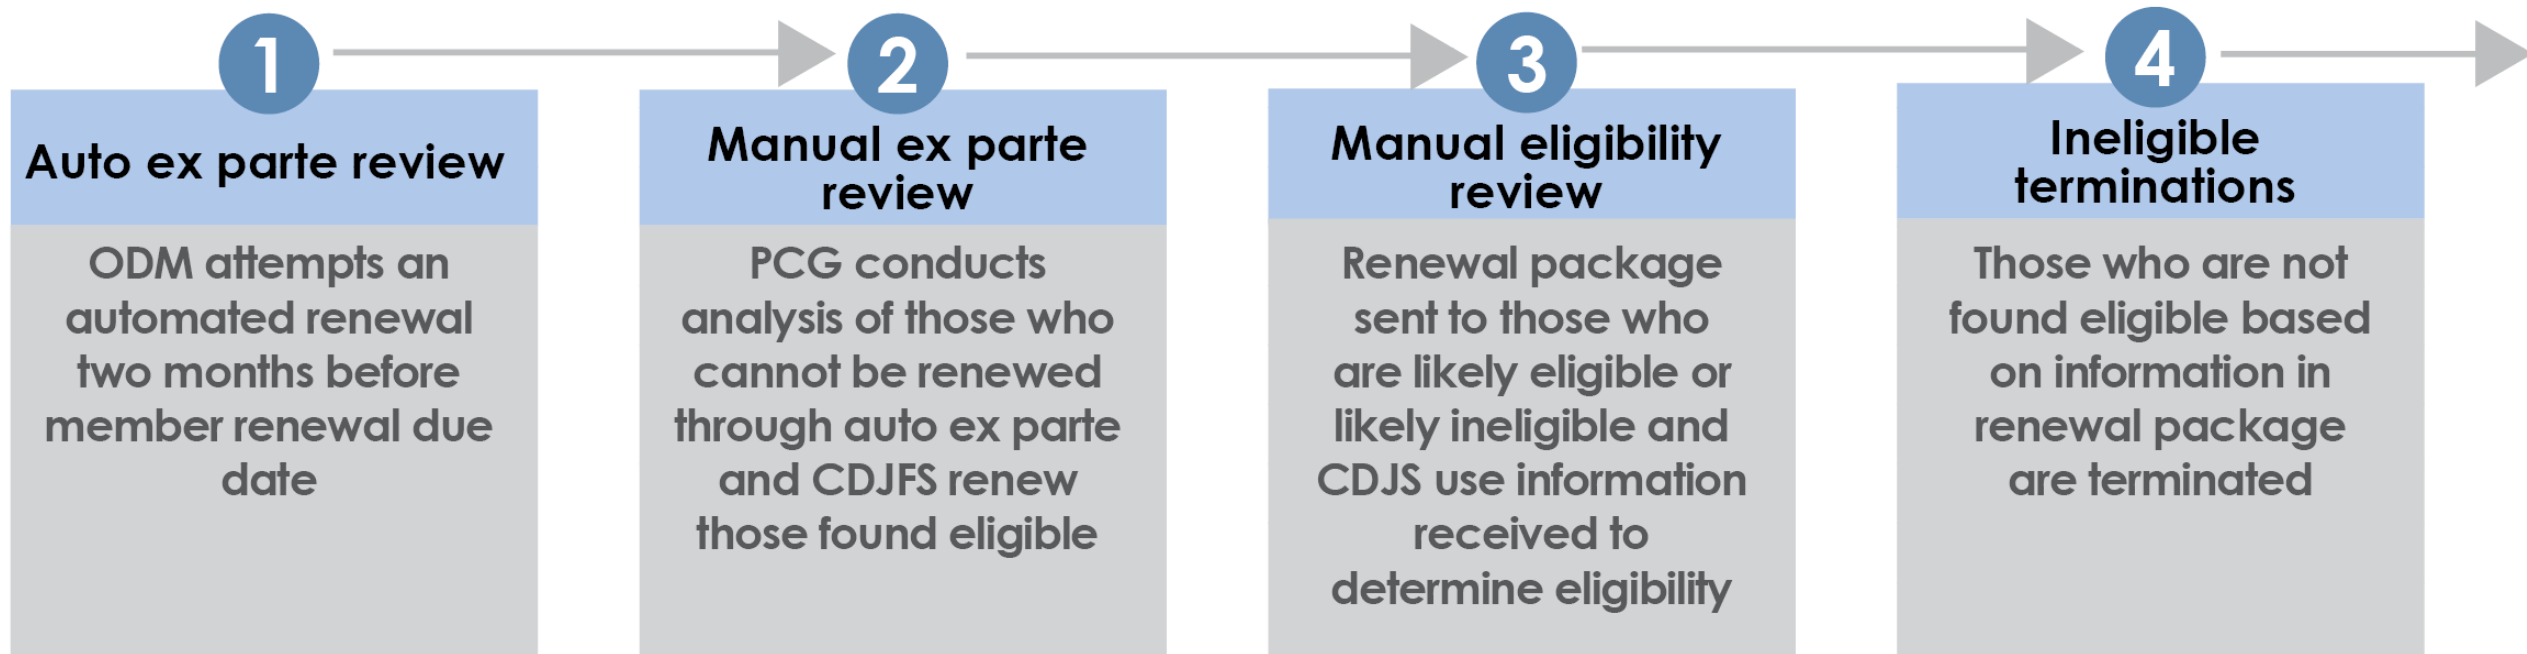 1
Auto ex parte review
ODM attempts an
automated renewal
two months before
member renewal due
date
2
Manual ex parte
review
PCG conducts
analysis of those who
cannot be renewed
through auto ex parte
and CDJFS renew
those found eligible
3
Manual eligibility
review
Renewal package
sent to those who
are likely eligible or
likely ineligible and
CDJS use information
received to
determine eligibility
4
Ineligible
terminations
Those who are not
found eligible based
on information in
renewal package
are terminated